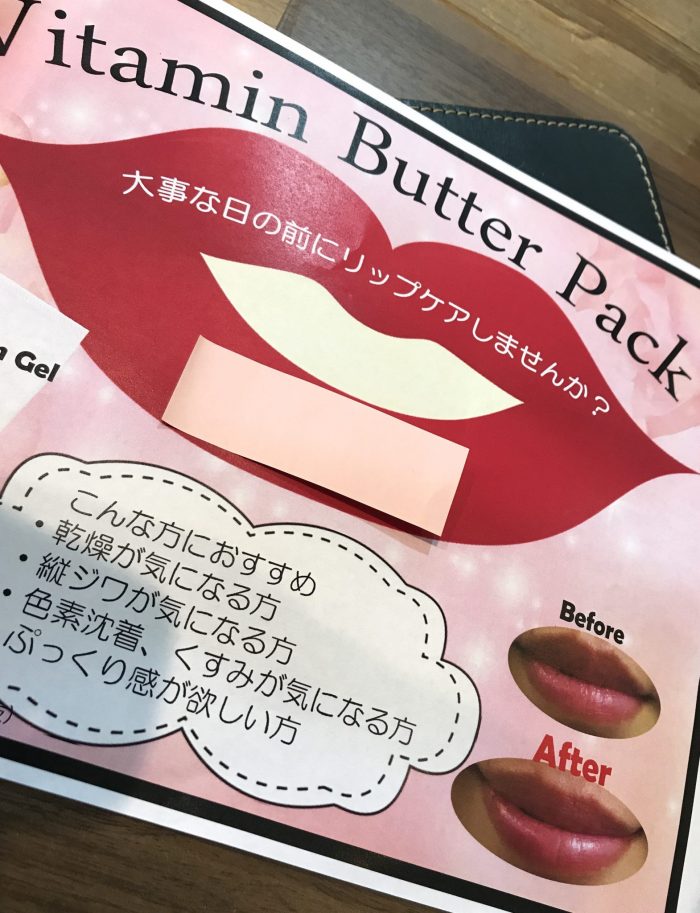 Vitamin Butter Pack
大事な日の前にリップケアしませんか？
Gel
こんな方におすすめ
・乾燥が気になる方
・縦ジワが気になる方
・色素沈着、くすみが気になる方
ぷっくり感が欲しい方
Before
After